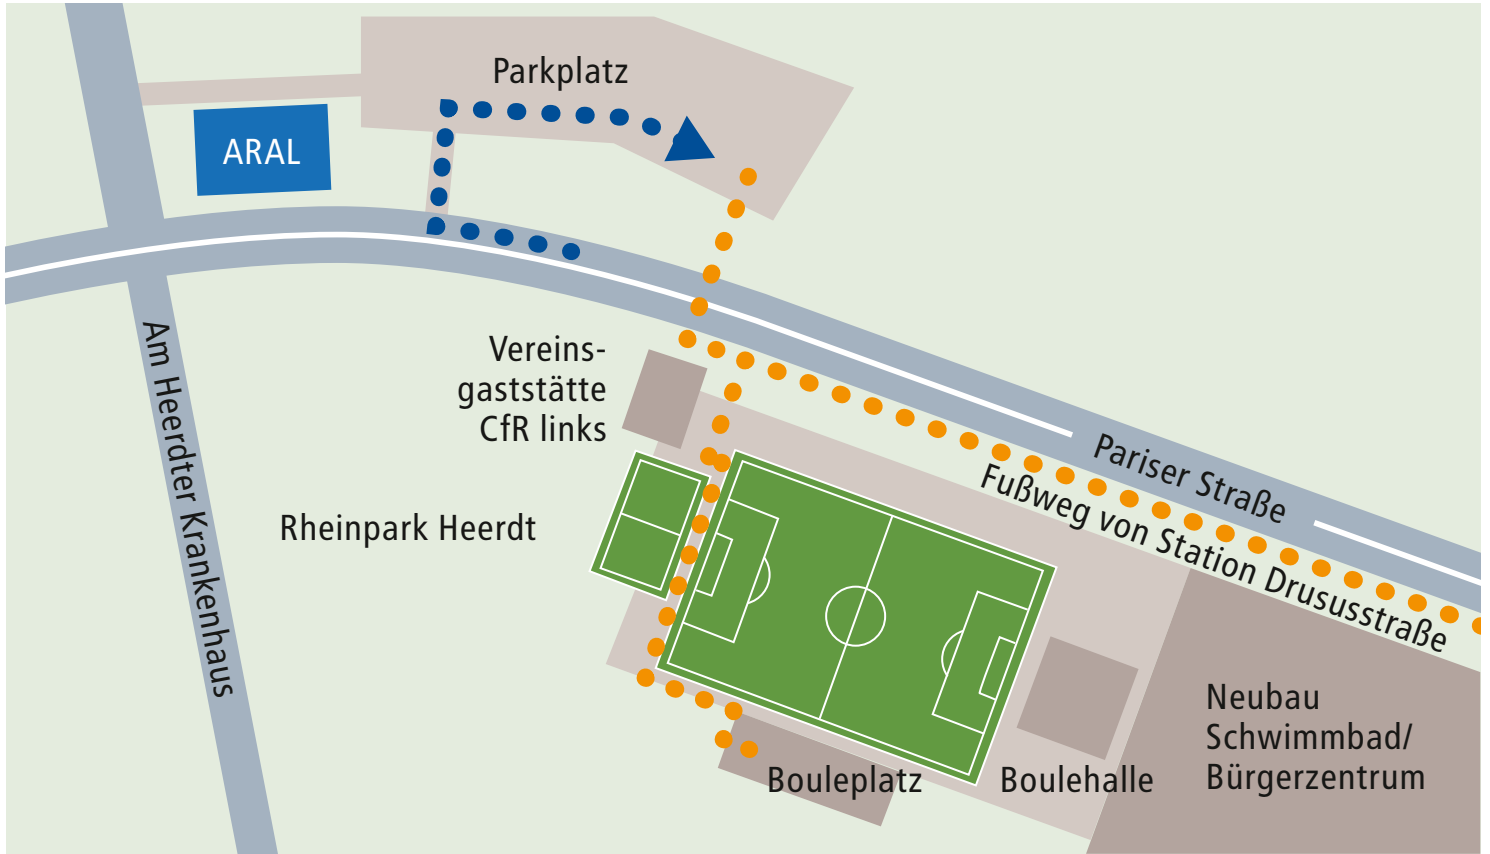 Parkplatz
ARAL
Am Heerdter Krankenhaus
Vereins-
gaststätte
CfR links
Pariser Straße
Fußweg von Station Drususstraße
Rheinpark Heerdt
Neubau
Schwimmbad/
Bürgerzentrum
Bouleplatz
Boulehalle